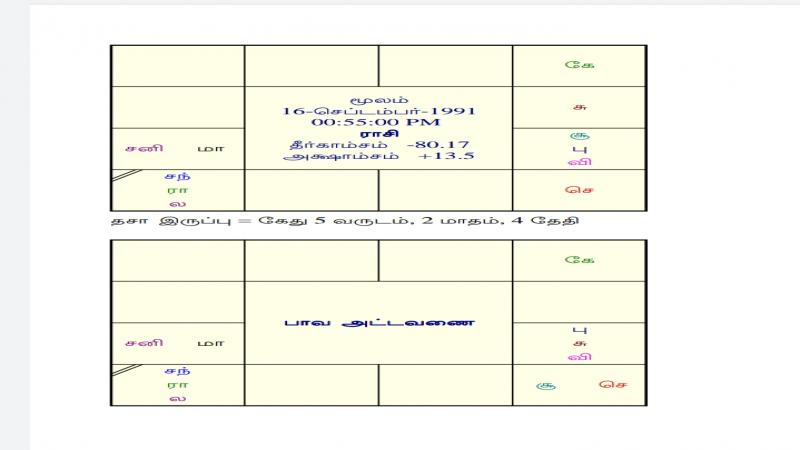 கே
மூலம்
16-செப்டம்பர்-1991
00:55:00 PM
ராசி
தீர்காம்சம் -80.17
அக்ஷாம்சம் +13.5
சு
சனி மா
சூ
பு
வி
சந்
ரா
ல
செ
தசா இருப்பு = கேது 5 வருடம், 2 மாதம், 4 தேதி
கே
பாவ அட்டவணை
சனி மா
பு
சு
வி
சந்
ரா
ல
சூ செ